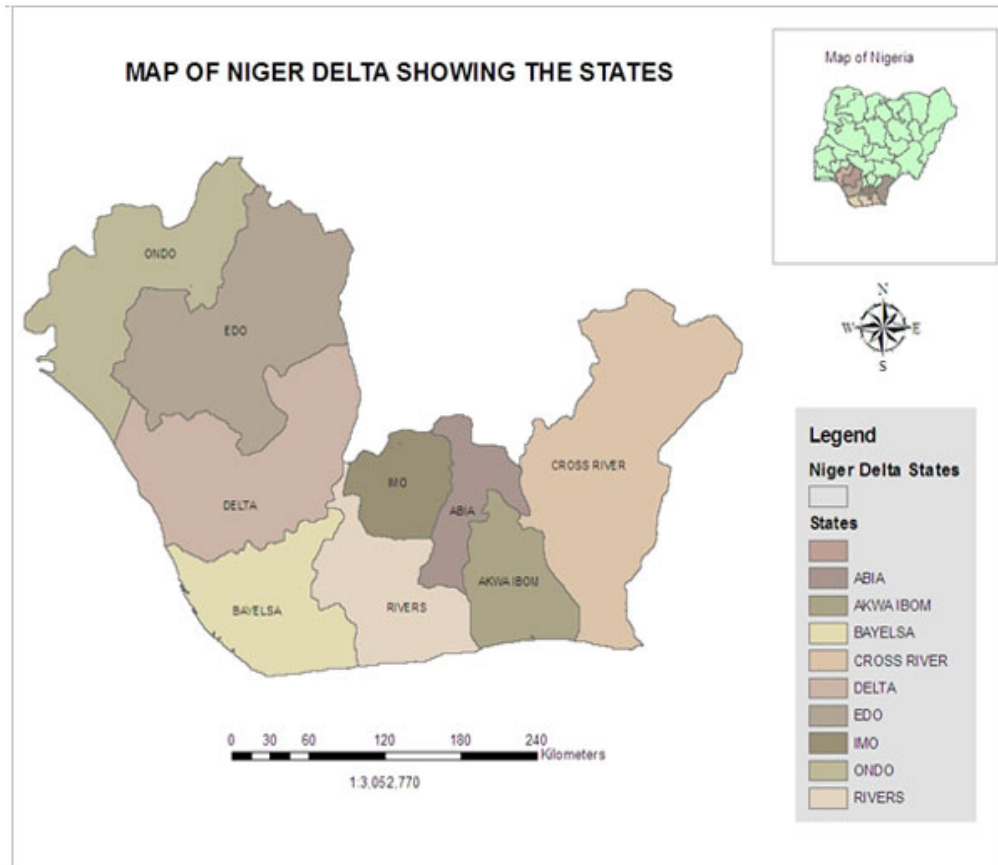 MAP OF NIGER DELTA SHOWING THE STATES
Map of Nigeria
ONDO
EDO
N
W E
S
CROSS RIVER
IMO
DELTA
ABIA
AKWA IBOM
BAYELSA
RIVERS
Legend
Niger Delta States
States
ABIA
AKWA IBOM
BAYELSA
CROSS RIVER
DELTA
EDO
IMO
ONDO
RIVERS
0 30 60 120 180 240
Kilometers
1:3,052,770